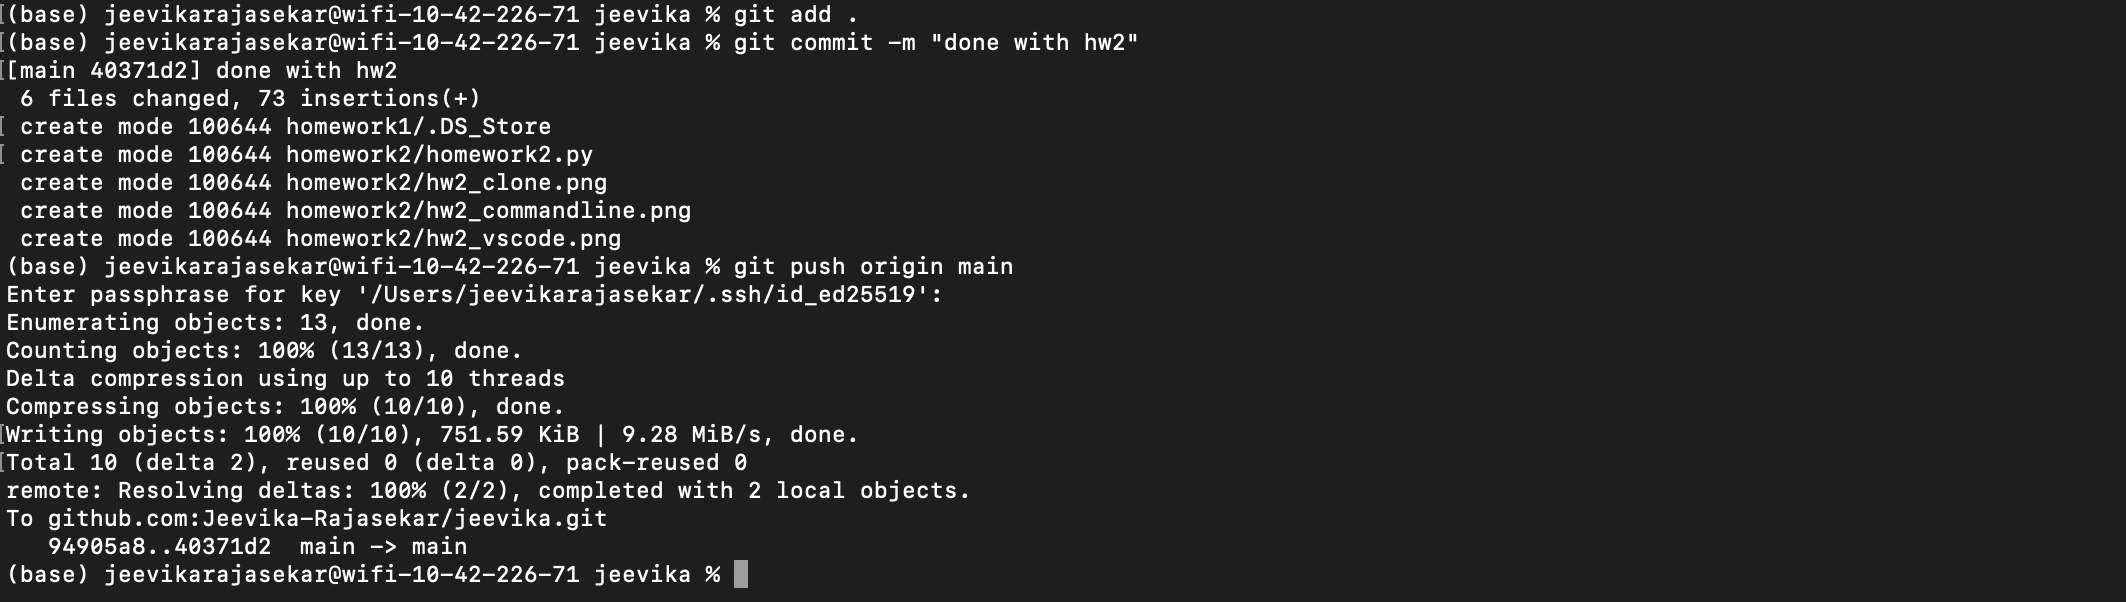 (base) jeevikarajasekar@wifi-10-42-226-71 jeevika % git add .
(base) jeevikarajasekar@wifi-10-42-226-71 jeevika % git commit -m "done with hw2"
[main 40371d2] done with hw2
 6 files changed, 73 insertions(+)
 create mode 100644 homework1/.DS_Store
 create mode 100644 homework2/homework2.py
 create mode 100644 homework2/hw2_clone.png
 create mode 100644 homework2/hw2_commandline.png
 create mode 100644 homework2/hw2_vscode.png
(base) jeevikarajasekar@wifi-10-42-226-71 jeevika % git push origin main
Enter passphrase for key '/Users/jeevikarajasekar/.ssh/id_ed25519':
Enumerating objects: 13, done.
Counting objects: 100% (13/13), done.
Delta compression using up to 10 threads
Compressing objects: 100% (10/10), done.
Writing objects: 100% (10/10), 751.59 KiB | 9.28 MiB/s, done.
Total 10 (delta 2), reused 0 (delta 0), pack-reused 0
remote: Resolving deltas: 100% (2/2), completed with 2 local objects.
To github.com:Jeevika-Rajasekar/jeevika.git
   94905a8..40371d2  main -> main
(base) jeevikarajasekar@wifi-10-42-226-71 jeevika %